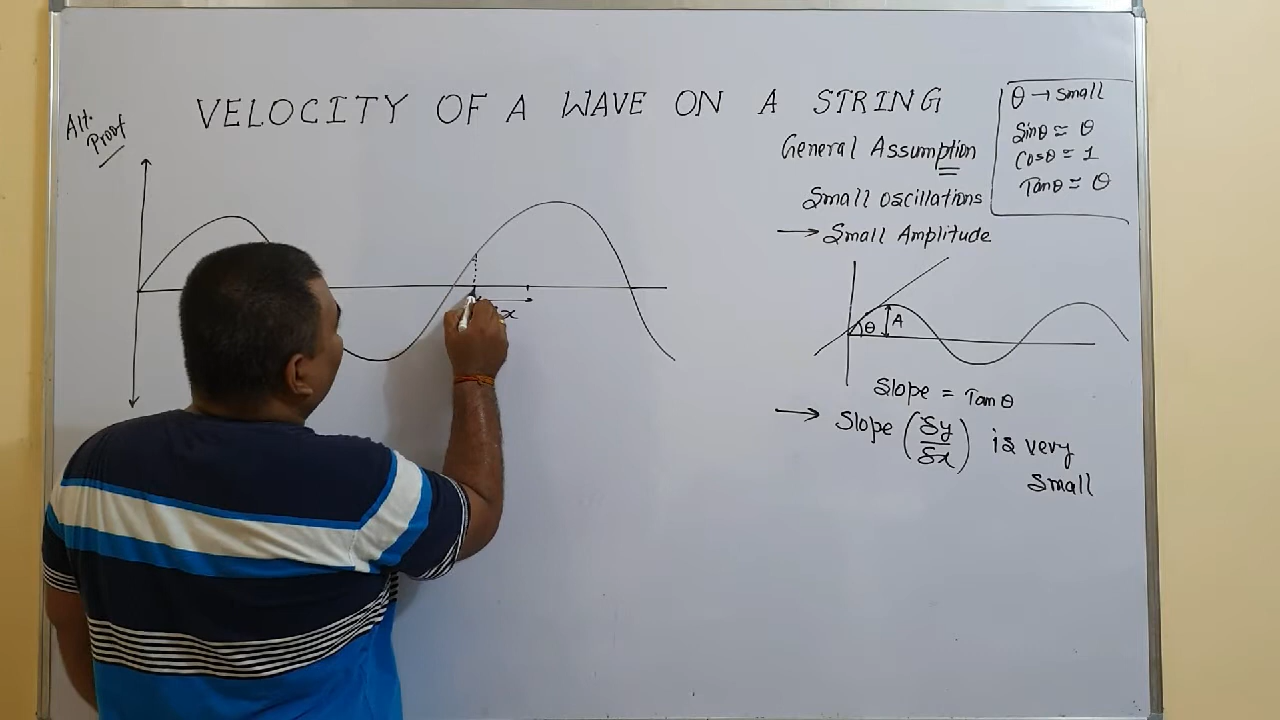 Alt.
Proof
VELOCITY OF A WAVE ON A STRING
General Assumption
Small oscillations
→ Small Amplitude
θ → small
Sinθ ≃ θ
Cosθ ≃ 1
Tanθ ≃ θ
x
θ A
Slope = Tanθ
→ Slope (δy/δx) is very
small